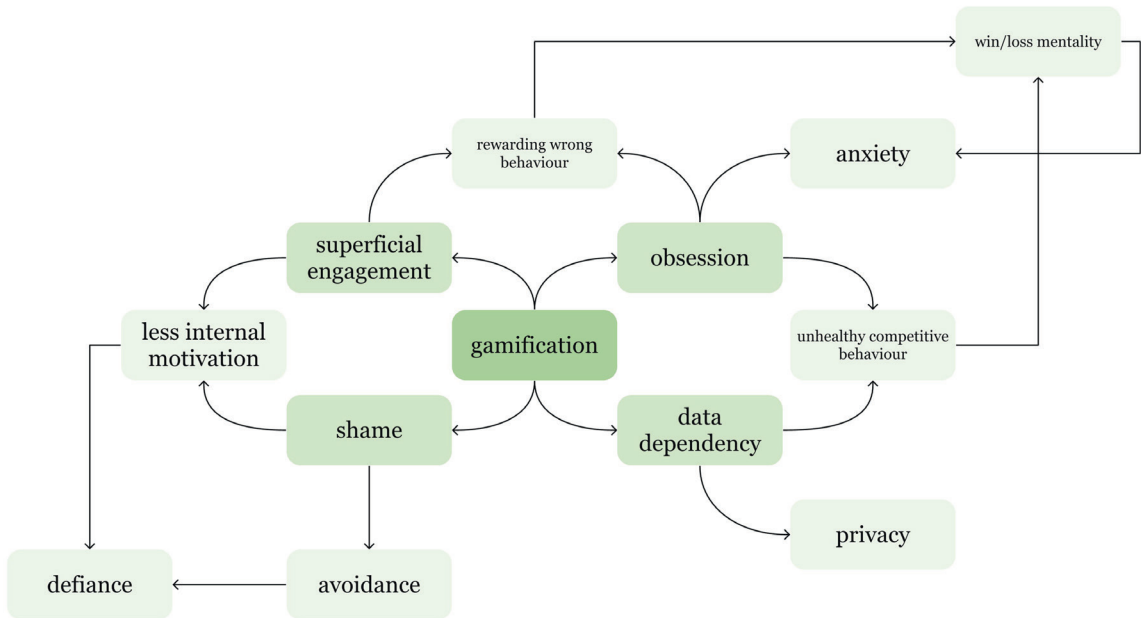 win/loss mentality
rewarding wrong
behaviour
anxiety
superficial
engagement
obsession
less internal
motivation
gamification
unhealthy competitive
behaviour
shame
data
dependency
privacy
defiance
avoidance